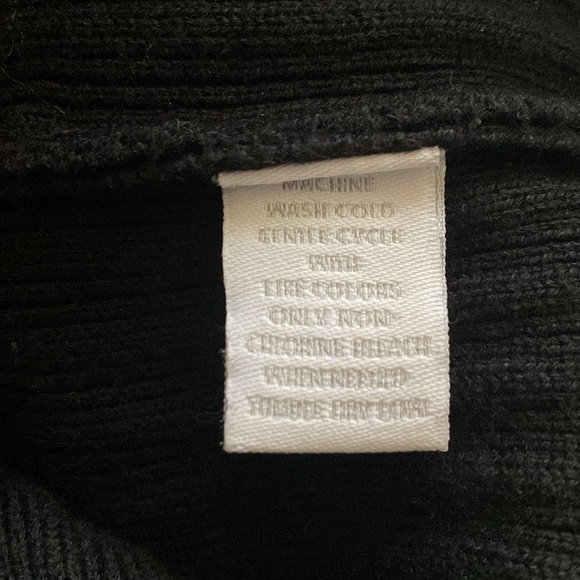 MACHINE
WASH COLD
GENTLE CYCLE
WITH
LIKE COLORS
ONLY NON-
CHLORINE BLEACH
WHEN NEEDED
TUMBLE DRY LOW